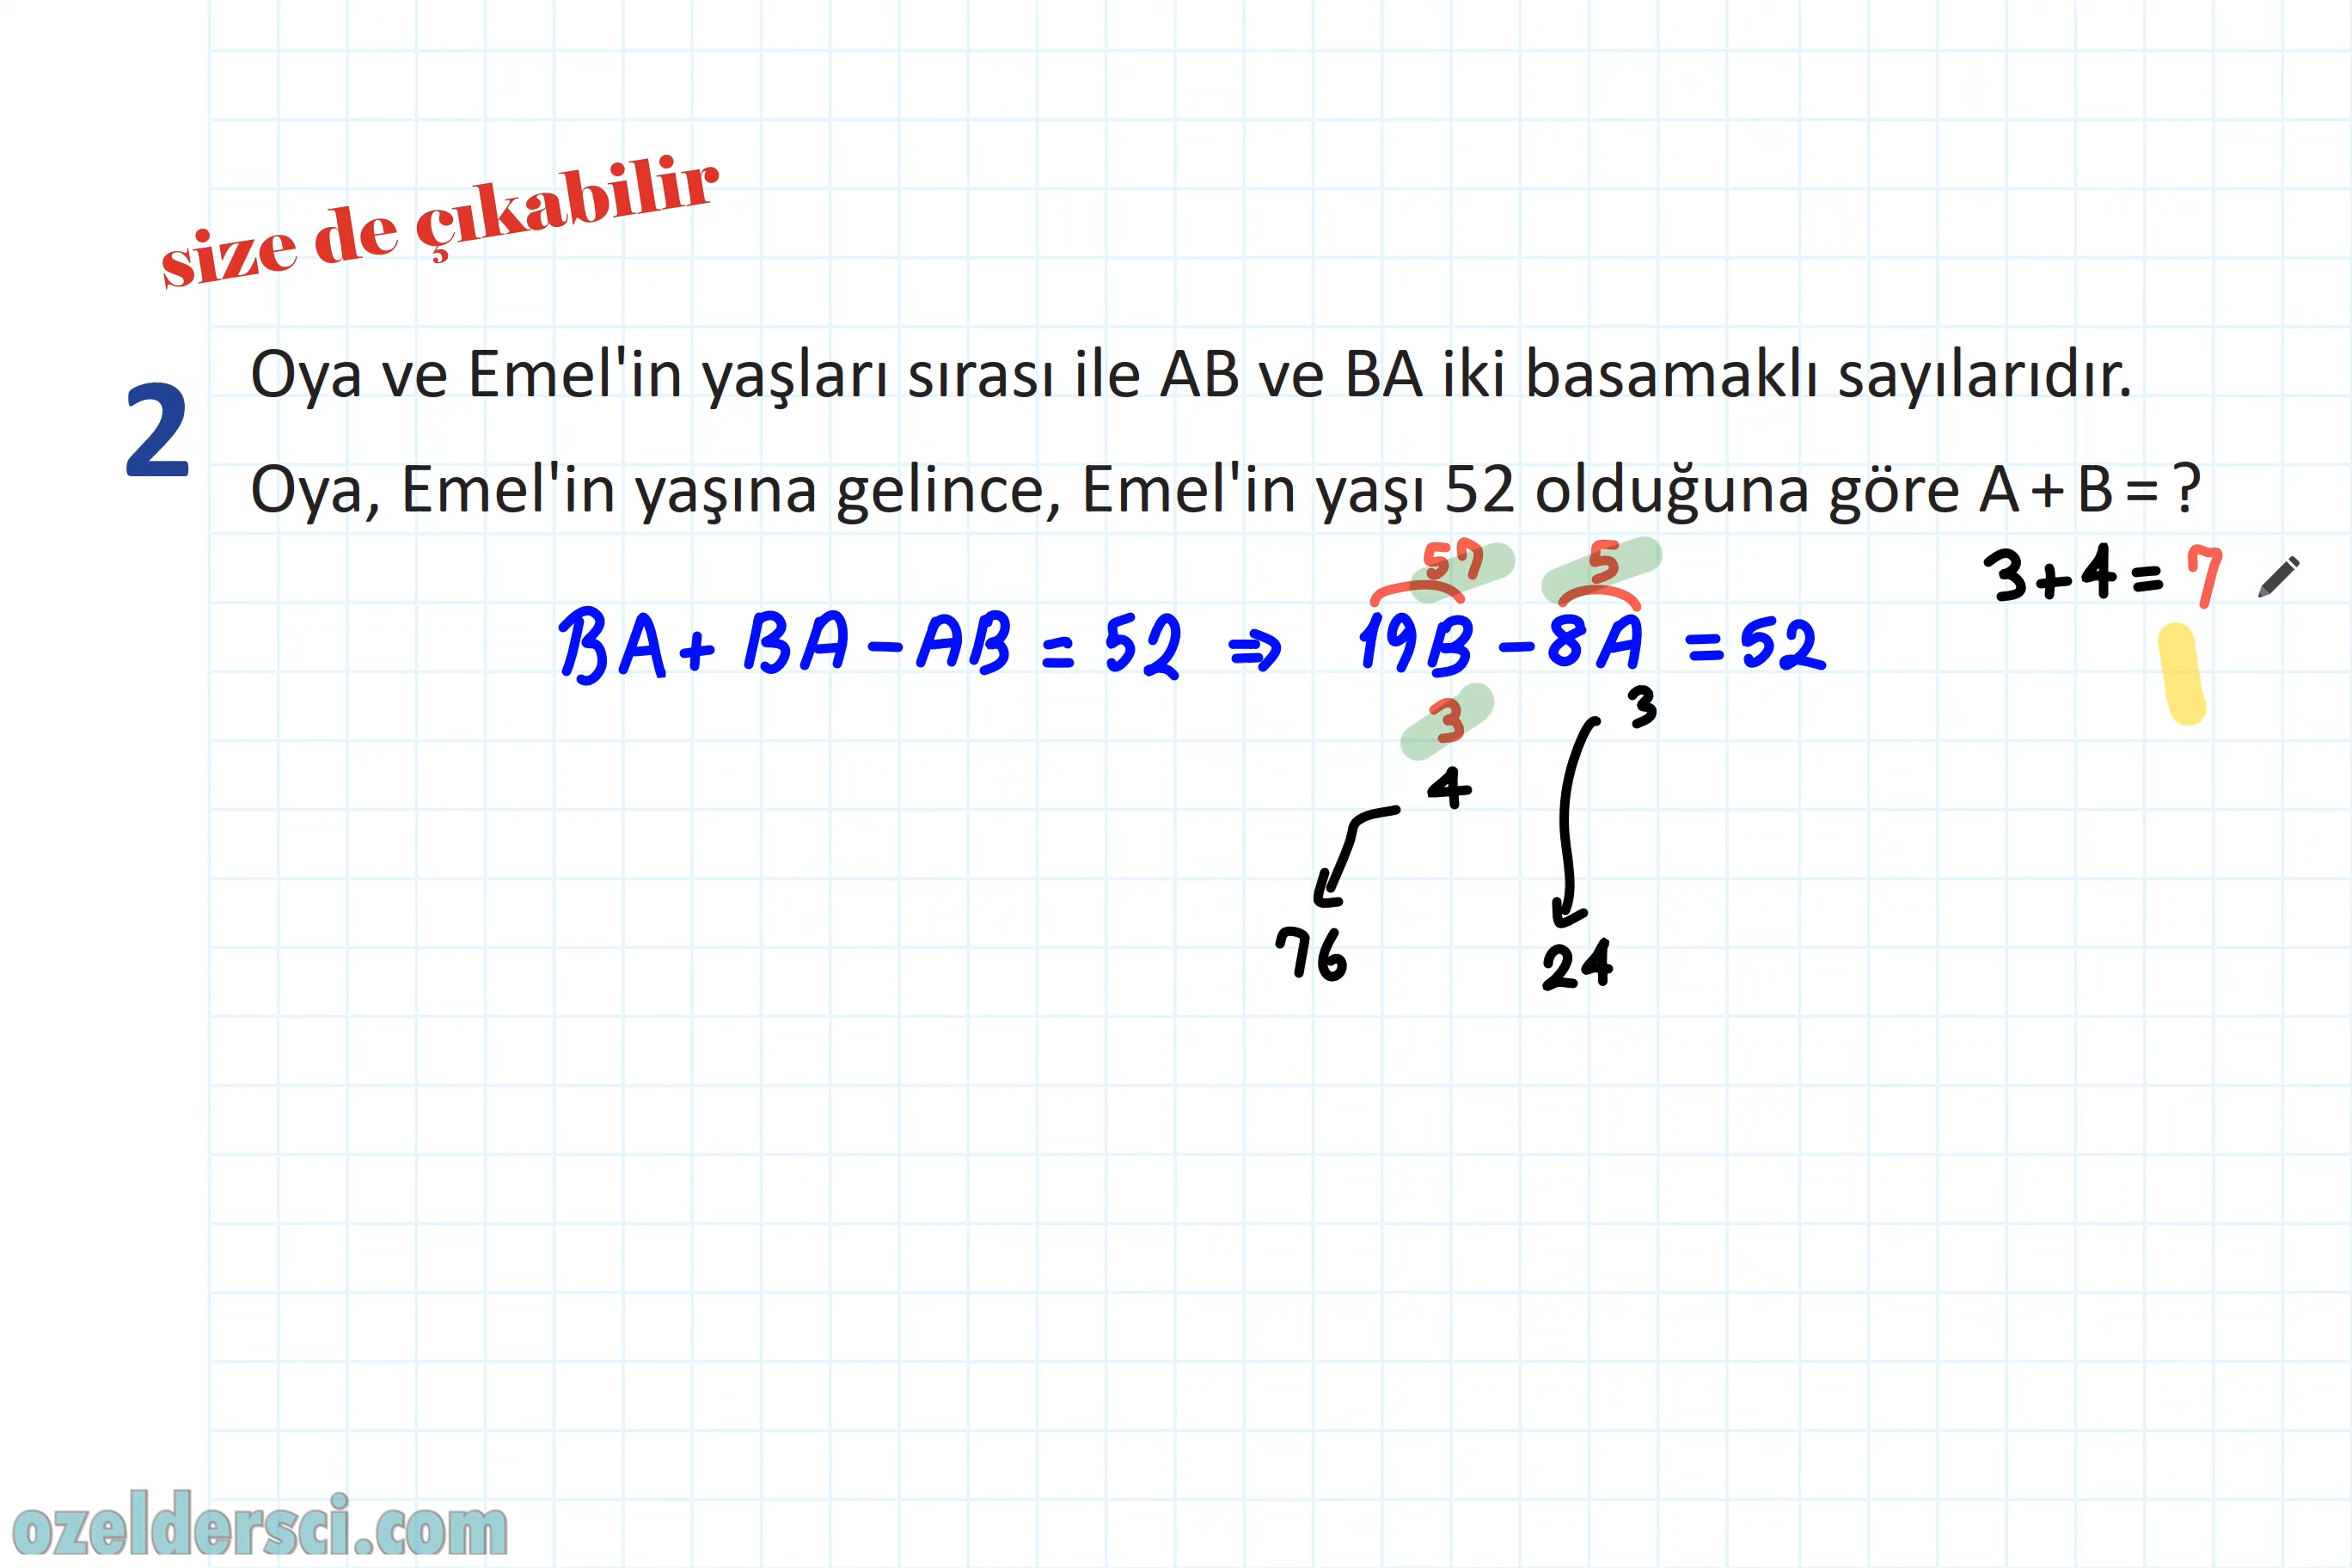 size de çıkabilir
2
Oya ve Emel'in yaşları sırası ile AB ve BA iki basamaklı sayılarıdır.
Oya, Emel'in yaşına gelince, Emel'in yaşı 52 olduğuna göre A + B = ?
57 5
3+4=7
BA + BA - AB = 52 ⇒ 19B - 8A = 52
3 3
4
76 24
ozeldersci.com